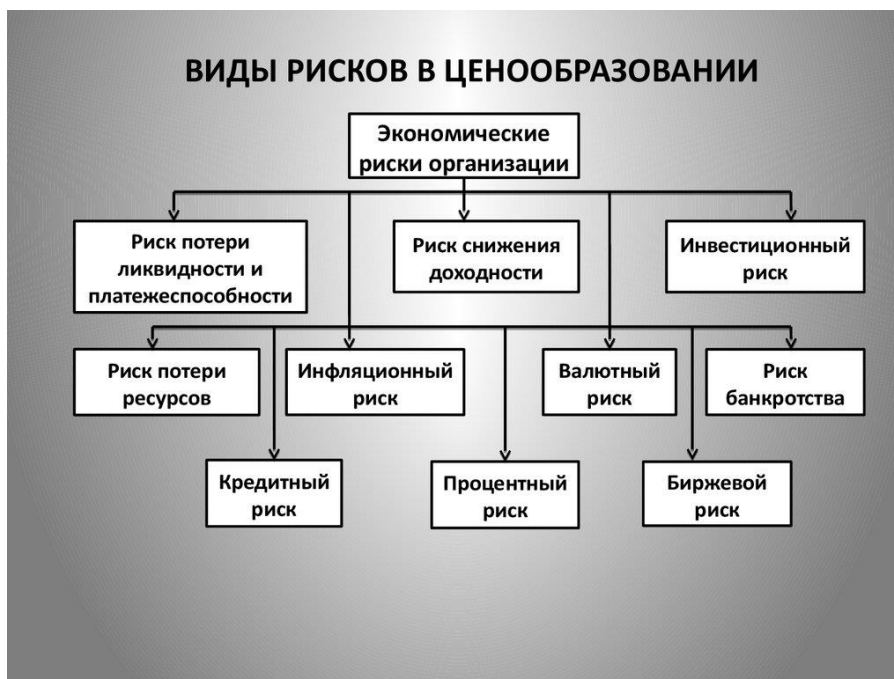 ВИДЫ РИСКОВ В ЦЕНООБРАЗОВАНИИ
Экономические
риски организации
Риск потери
ликвидности и
платежеспособности
Риск снижения
доходности
Инвестиционный
риск
Риск потери
ресурсов
Инфляционный
риск
Валютный
риск
Риск
банкротства
Кредитный
риск
Процентный
риск
Биржевой
риск